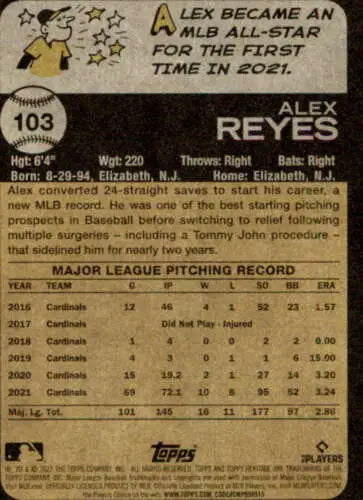 ALEX BECAME AN
MLB ALL-STAR
FOR THE FIRST
TIME IN 2021.
103
ALEX
REYES
Hgt: 6'4" Wgt: 220 Throws: Right Bats: Right
Born: 8-29-94, Elizabeth, N.J. Home: Elizabeth, N.J.
Alex converted 24-straight saves to start his career, a
new MLB record. He was one of the best starting pitching
prospects in Baseball before switching to relief following
multiple surgeries – including a Tommy John procedure –
that sidelined him for nearly two years.
MAJOR LEAGUE PITCHING RECORD
YEAR TEAM G IP W L SO BB ERA
2016 Cardinals 12 46 4 1 52 23 1.57
2017 Cardinals Did Not Play - Injured
2018 Cardinals 1 4 0 0 2 2 0.00
2019 Cardinals 4 3 0 1 6 15.00
2020 Cardinals 15 19.2 2 1 27 14 3.20
2021 Cardinals 69 72.1 10 8 95 52 3.24
Maj. Lg. Tot. 101 145 16 11 177 97 2.86
Topps
PLAYERS